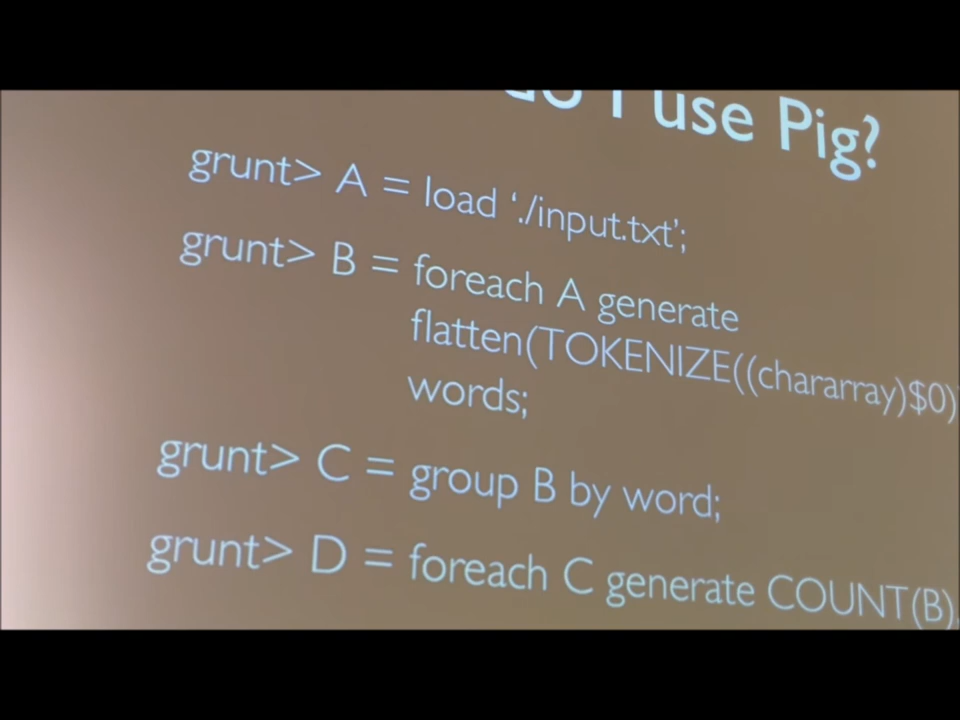 do I use Pig?
grunt> A = load ‘./input.txt’;
grunt> B = foreach A generate
flatten(TOKENIZE((chararray)$0)
words;
grunt> C = group B by word;
grunt> D = foreach C generate COUNT(B),